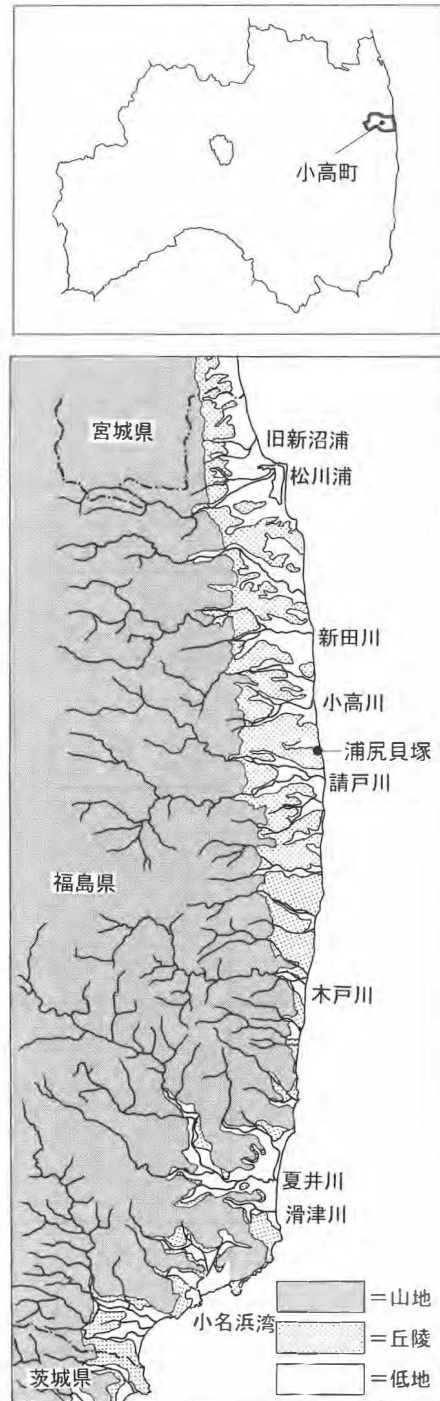 小高町
宮城県
旧新沼浦
松川浦
新田川
小高川
浦尻貝塚
請戸川
福島県
木戸川
夏井川
滑津川
小名浜湾
茨城県
=山地
=丘陵
=低地